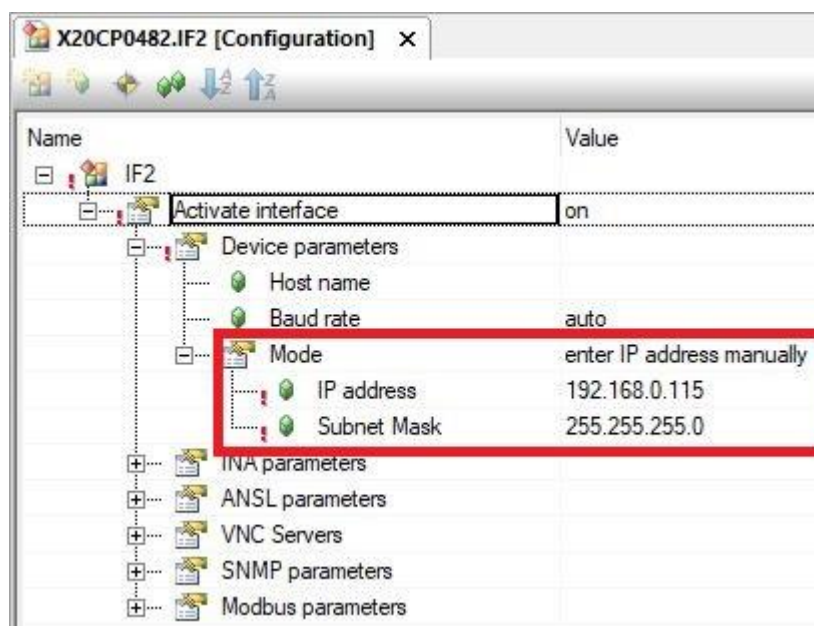 X20CP0482.IF2 [Configuration] X
Name Value
IF2
Activate interface on
Device parameters
Host name
Baud rate auto
Mode enter IP address manually
IP address 192.168.0.115
Subnet Mask 255.255.255.0
INA parameters
ANSL parameters
VNC Servers
SNMP parameters
Modbus parameters